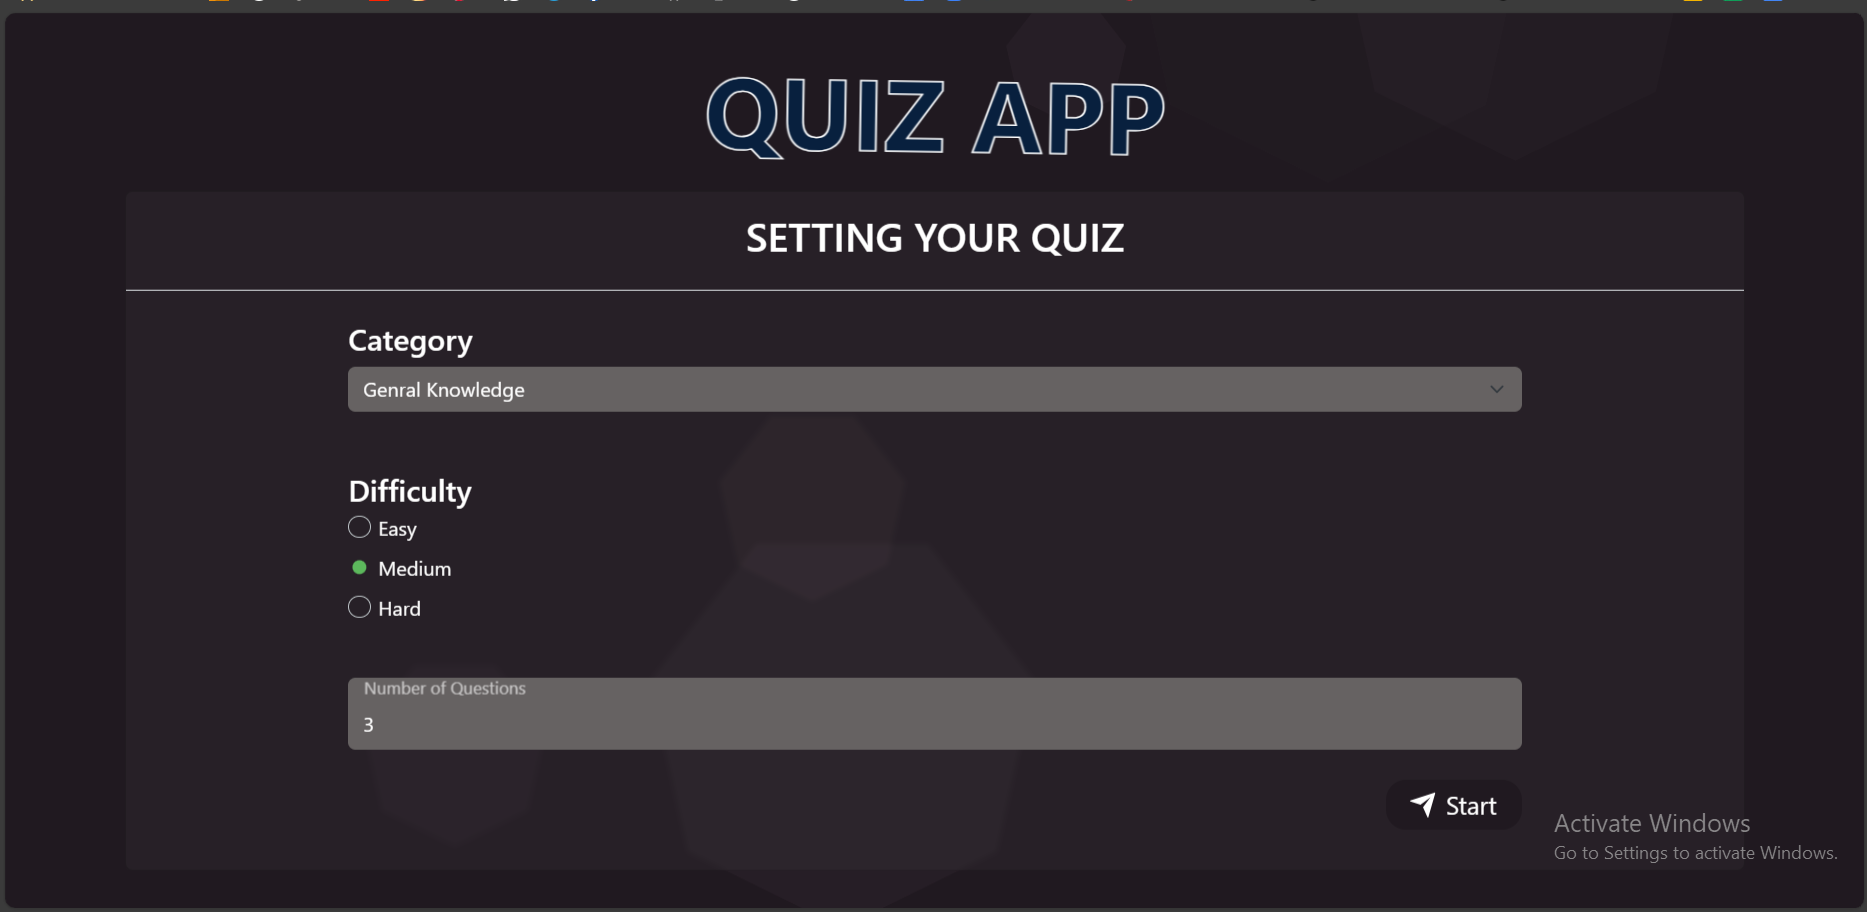 QUIZ APP
SETTING YOUR QUIZ
Category
Genral Knowledge
Difficulty
Easy
Medium
Hard
Number of Questions
3
Start
Activate Windows
Go to Settings to activate Windows.